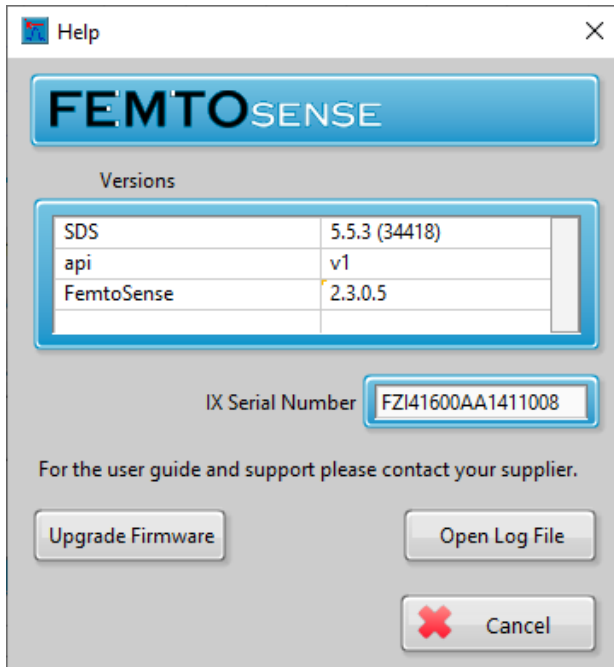 Help
FEMTOSENSE
Versions
SDS 5.5.3 (34418)
api v1
FemtoSense 2.3.0.5
IX Serial Number FZI41600AA1411008
For the user guide and support please contact your supplier.
Upgrade Firmware Open Log File
Cancel